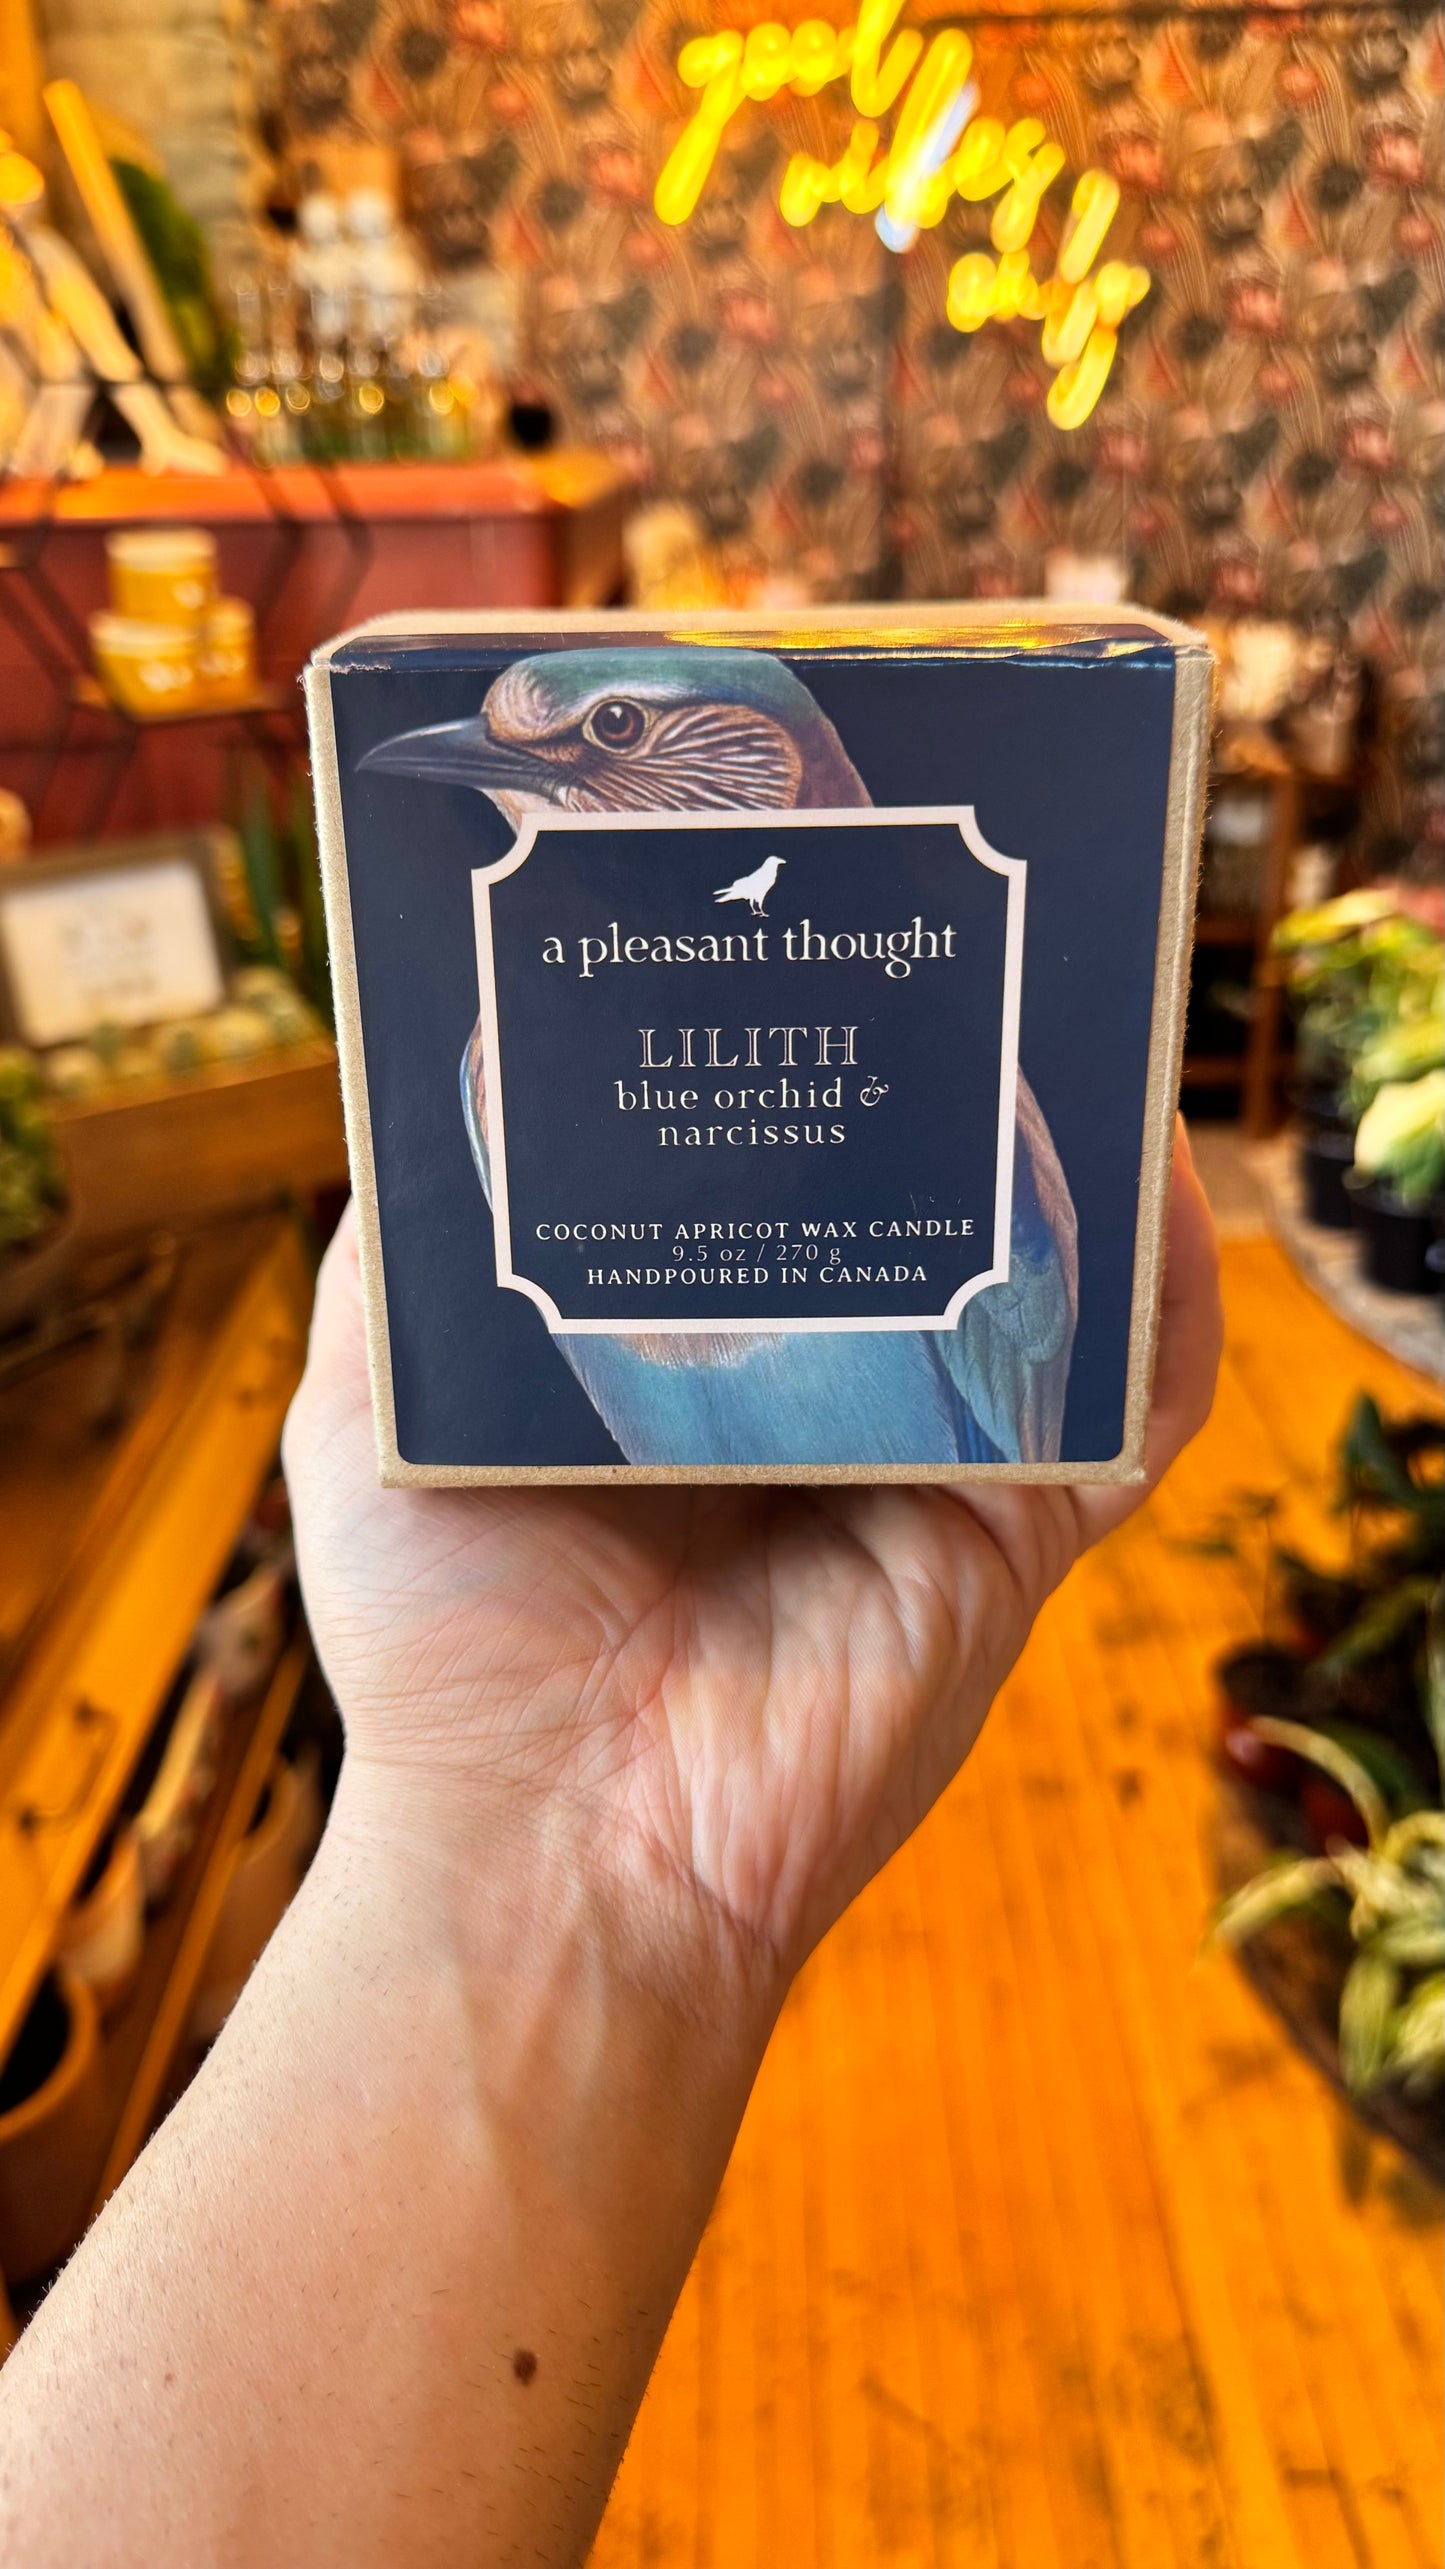 good
vibes
only
a pleasant thought
LILITH
blue orchid &
narcissus
COCONUT APRICOT WAX CANDLE
9.5 oz / 270 g
HANDPOURED IN CANADA